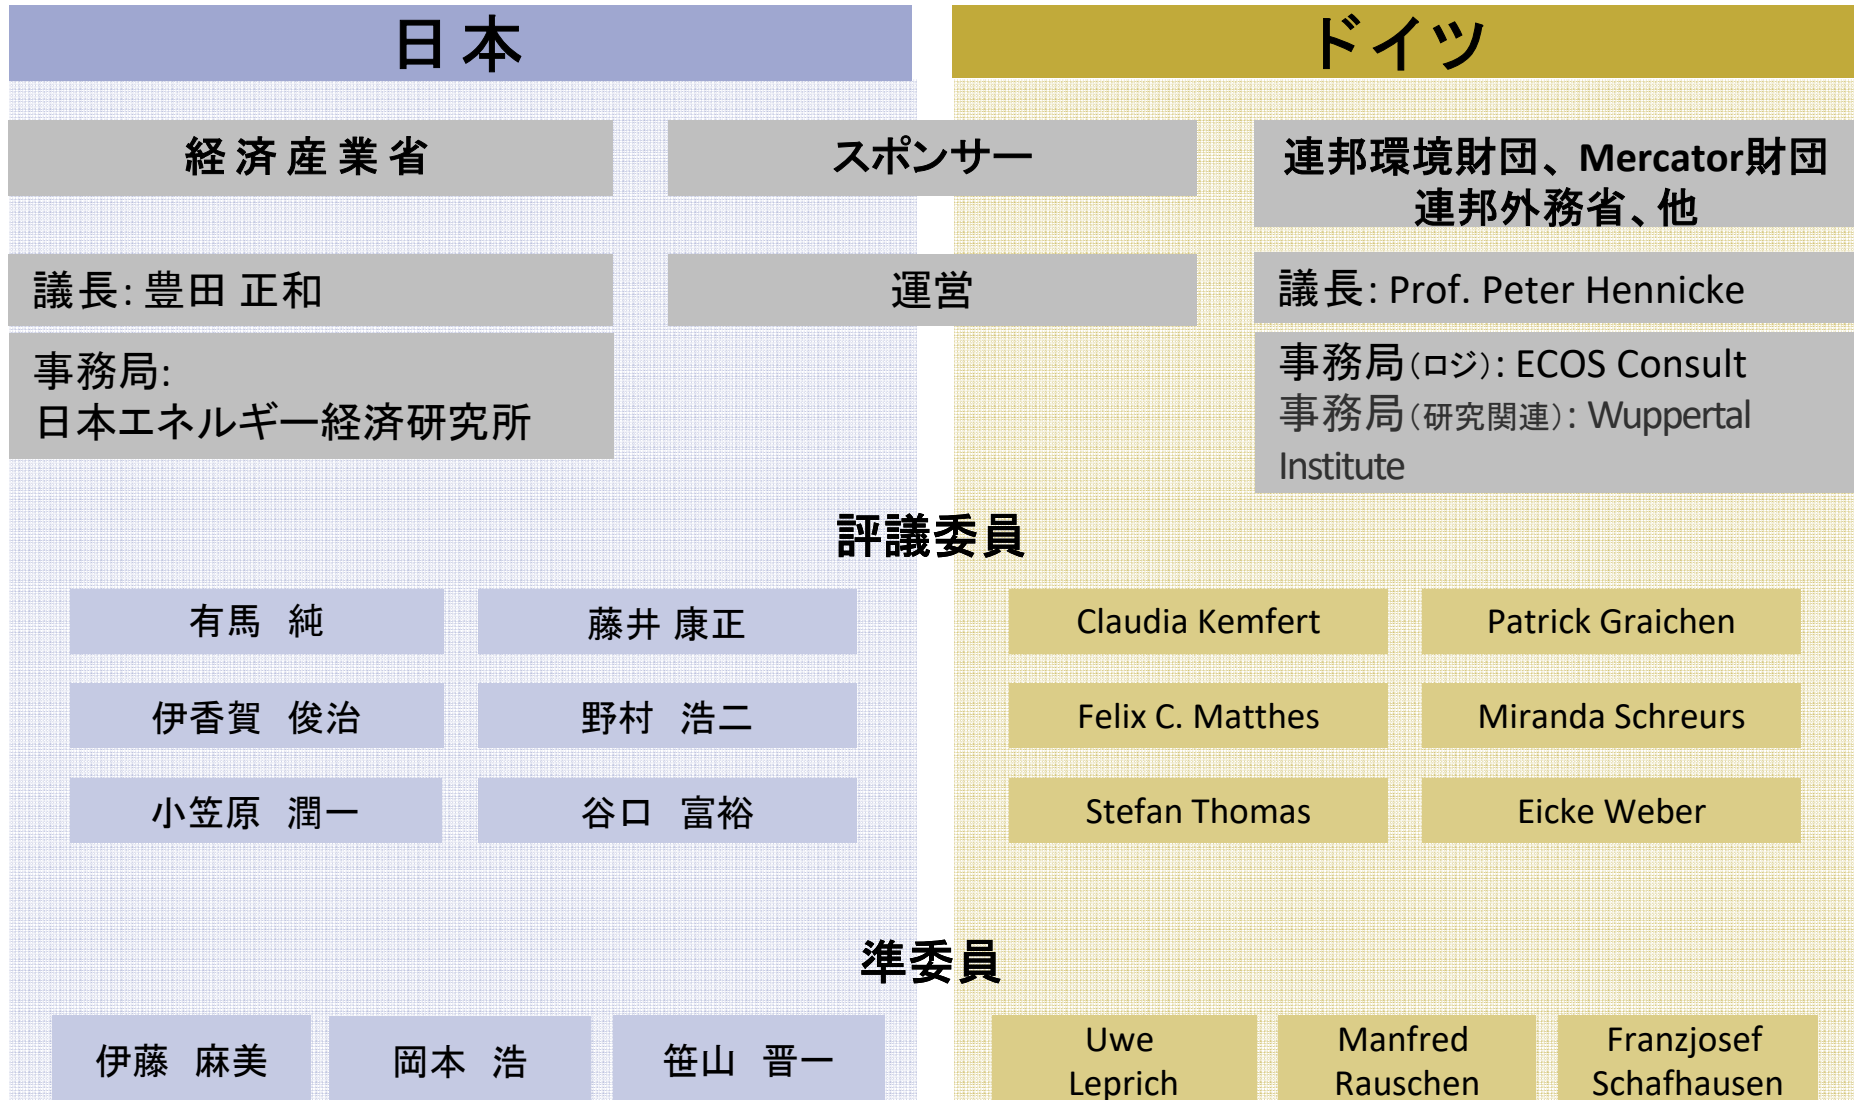 日本
ドイツ
経済産業省
スポンサー
連邦環境財団、Mercator財団
連邦外務省、他
議長: 豊田 正和
運営
議長: Prof. Peter Hennicke
事務局:
日本エネルギー経済研究所
事務局(ロジ): ECOS Consult
事務局(研究関連): Wuppertal
Institute
評議委員
有馬 純
藤井 康正
Claudia Kemfert
Patrick Graichen
伊香賀 俊治
野村 浩二
Felix C. Matthes
Miranda Schreurs
小笠原 潤一
谷口 富裕
Stefan Thomas
Eicke Weber
準委員
伊藤 麻美
岡本 浩
笹山 晋一
Uwe
Leprich
Manfred
Rauschen
Franzjosef
Schafhausen